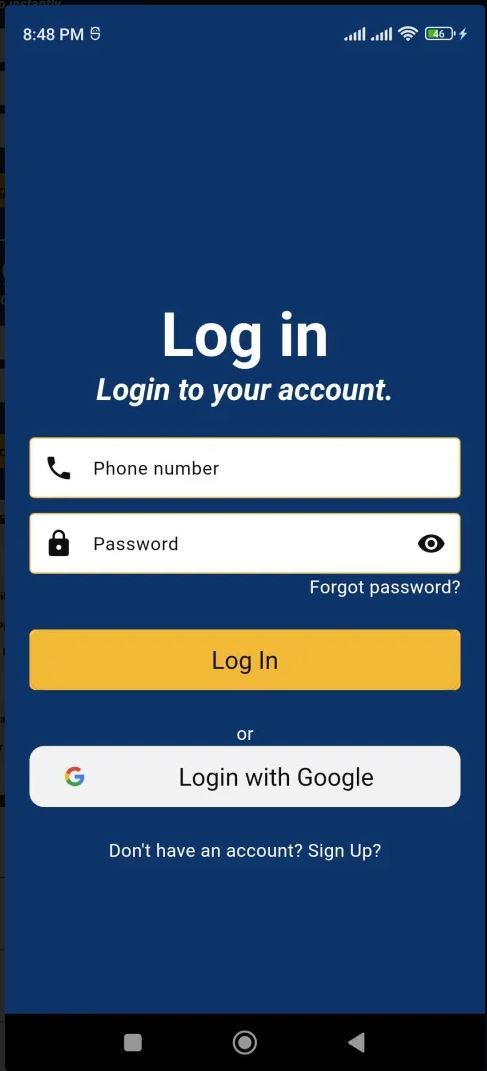 8:48 PM
46
Log in
Login to your account.
Phone number
Password
Forgot password?
Log In
or
Login with Google
Don't have an account? Sign Up?